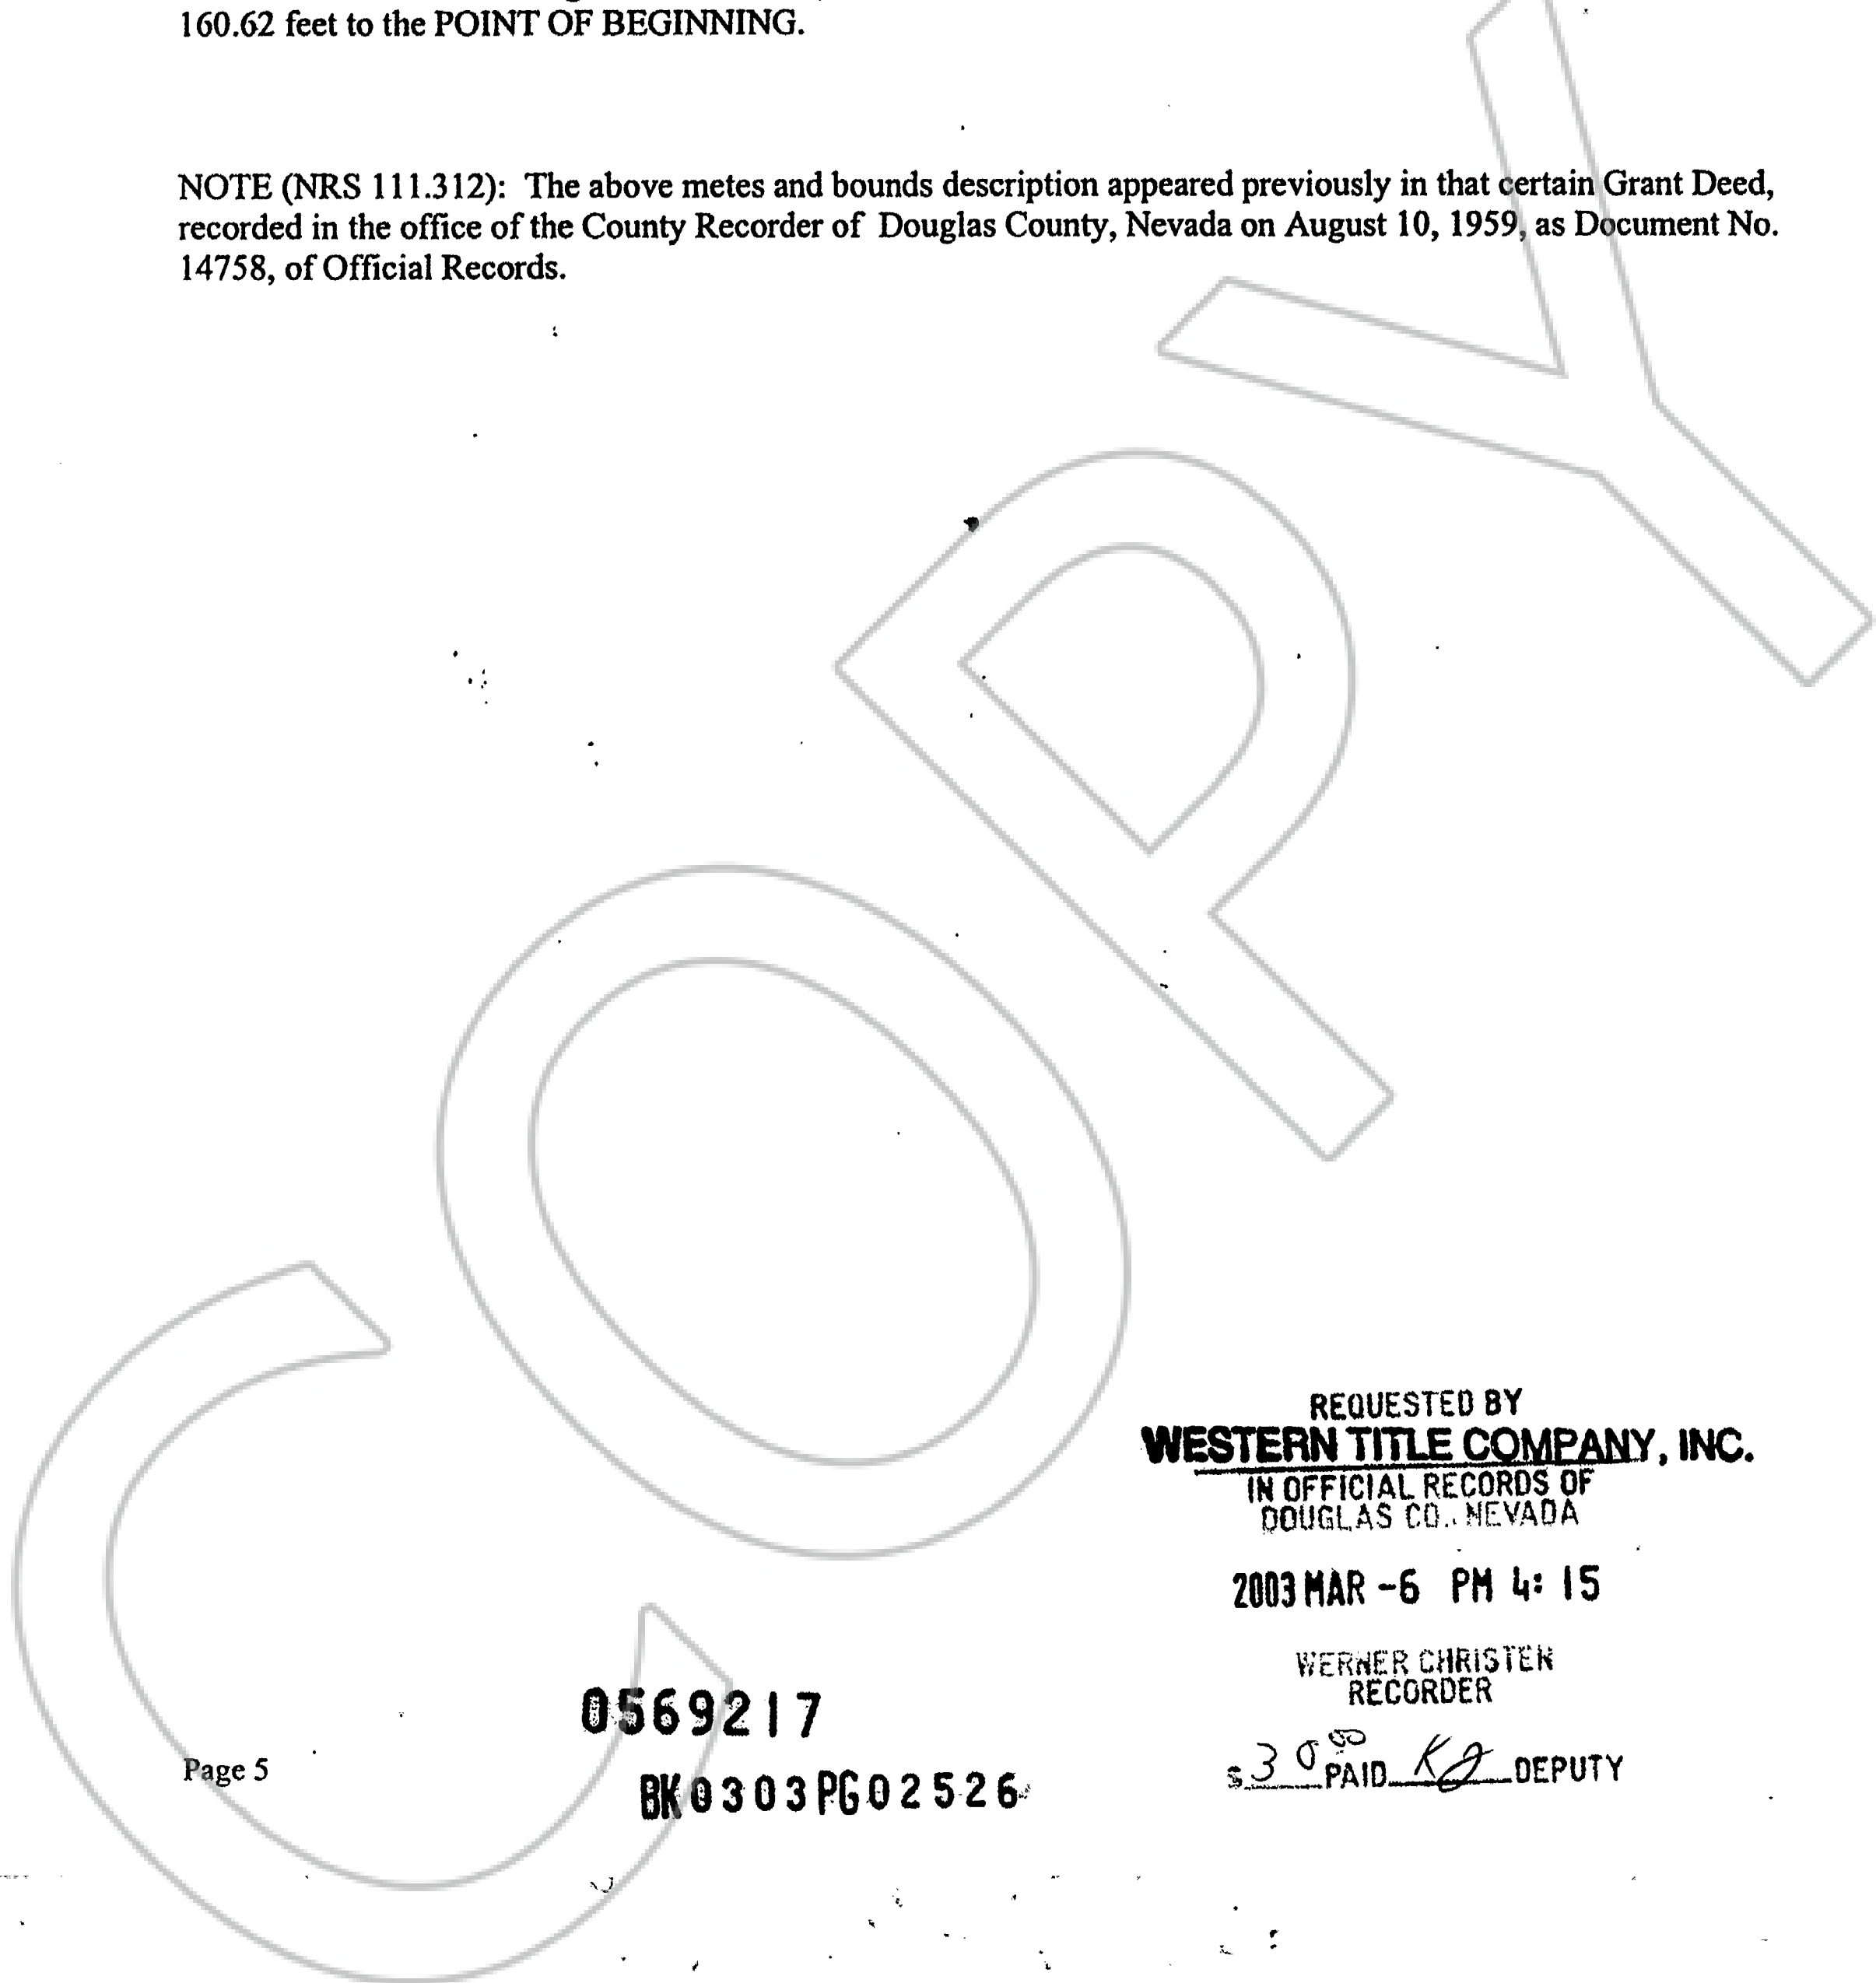 160.62 feet to the POINT OF BEGINNING.
NOTE (NRS 111.312): The above metes and bounds description appeared previously in that certain Grant Deed,
recorded in the office of the County Recorder of Douglas County, Nevada on August 10, 1959, as Document No.
14758, of Official Records.
COPY
REQUESTED BY
WESTERN TITLE COMPANY, INC.
IN OFFICIAL RECORDS OF
DOUGLAS CO., NEVADA
2003 MAR -6 PM 4: 15
WERNER CHRISTEN
RECORDER
$30.00 PAID KJ DEPUTY
0569217
Page 5
BK0303PG02526